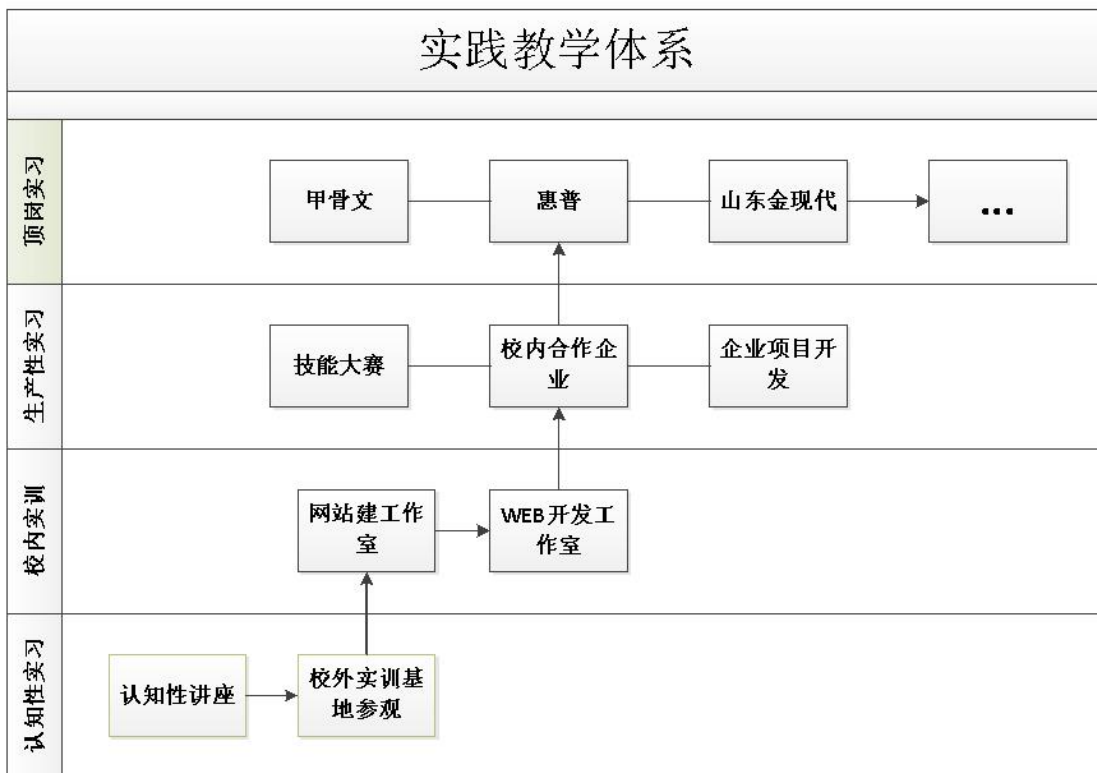 实践教学体系
顶岗实习
甲骨文
惠普
山东金现代
...
生产性实习
技能大赛
校内合作企
业
企业项目开
发
校内实训
网站建工作
室
WEB开发工
作室
认知性实习
认知性讲座
校外实训基
地参观